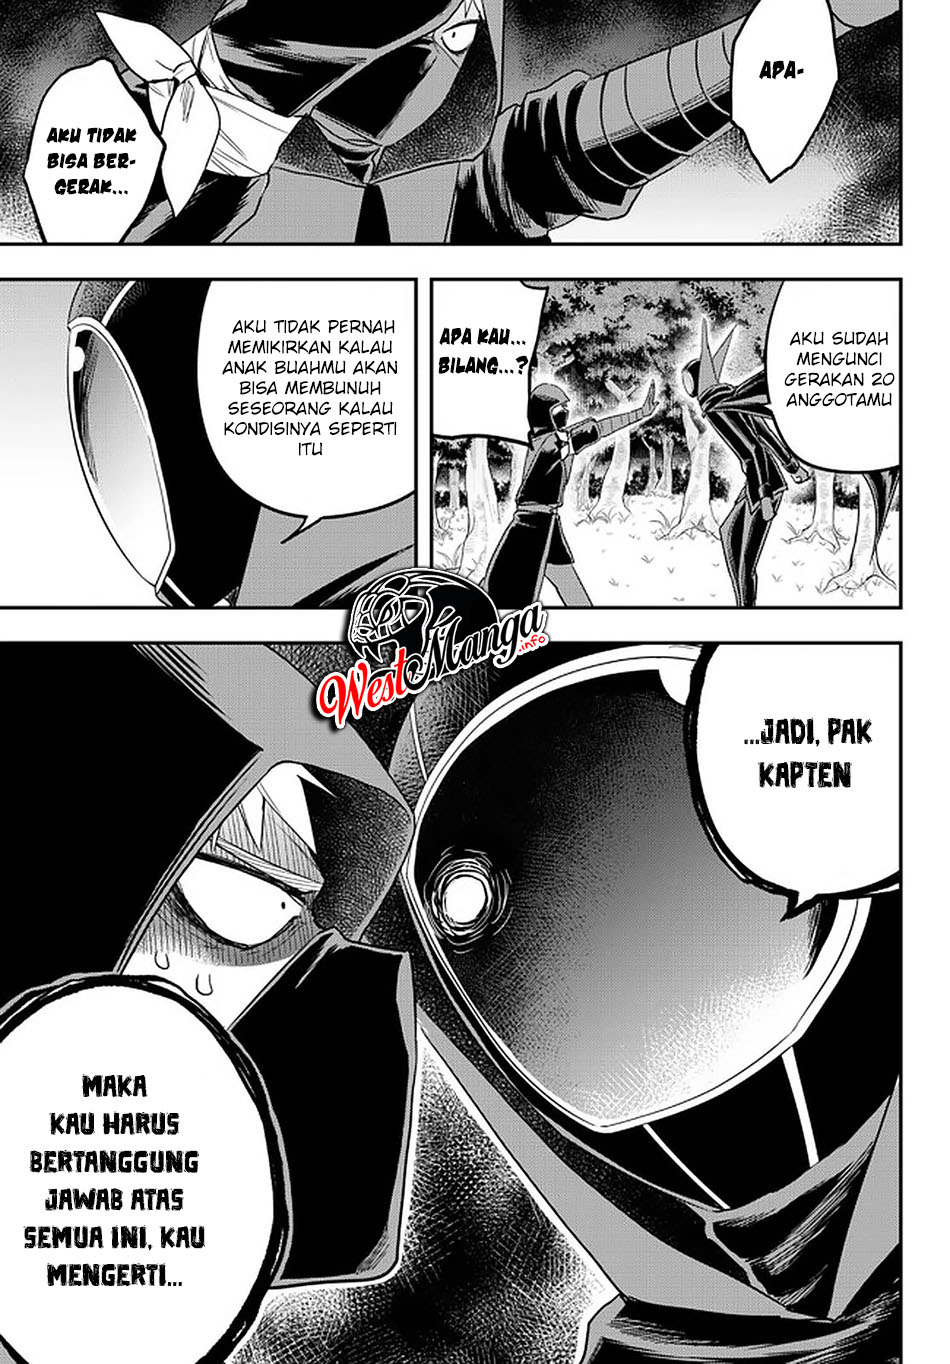 APA-
AKU TIDAK
BISA BER-
GERAK...
AKU SUDAH
MENGUNCI
GERAKAN 20
ANGGOTAMU
APA KAU...
BILANG...?
AKU TIDAK PERNAH
MEMIKIRKAN KALAU
ANAK BUAHMU AKAN
BISA MEMBUNUH
SESEORANG KALAU
KONDISINYA SEPERTI
ITU
WESTMANGA
.info
...JADI, PAK
KAPTEN
MAKA
KAU HARUS
BERTANGGUNG
JAWAB ATAS
SEMUA INI, KAU
MENGERTI...